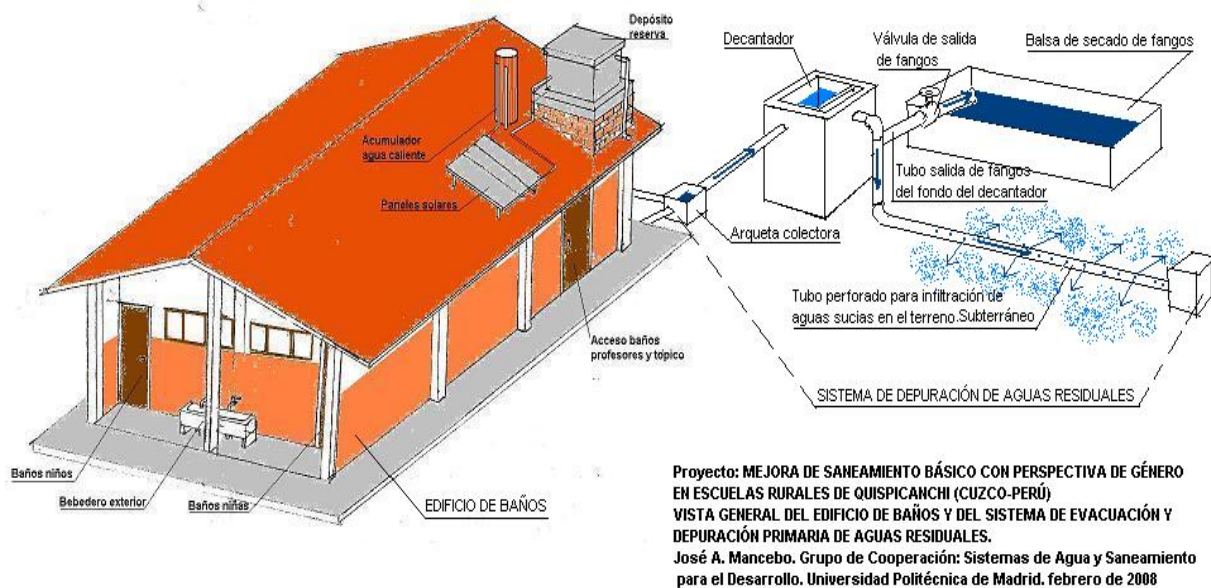 Depósito
reserva
Acumulador
agua caliente
Paneles solares
Acceso baños
profesores y tópico
Baños niños
Bebedero exterior
Baños niñas
EDIFICIO DE BAÑOS
Decantador
Válvula de salida
de fangos
Balsa de secado de fangos
Tubo salida de fangos
del fondo del decantador
Arqueta colectora
Tubo perforado para infiltración de
aguas sucias en el terreno.Subterráneo
SISTEMA DE DEPURACIÓN DE AGUAS RESIDUALES
Proyecto: MEJORA DE SANEAMIENTO BÁSICO CON PERSPECTIVA DE GÉNERO
EN ESCUELAS RURALES DE QUISPICANCHI (CUZCO-PERÚ)
VISTA GENERAL DEL EDIFICIO DE BAÑOS Y DEL SISTEMA DE EVACUACIÓN Y
DEPURACIÓN PRIMARIA DE AGUAS RESIDUALES.
José A. Mancebo. Grupo de Cooperación: Sistemas de Agua y Saneamiento
para el Desarrollo. Universidad Politécnica de Madrid. febrero de 2008